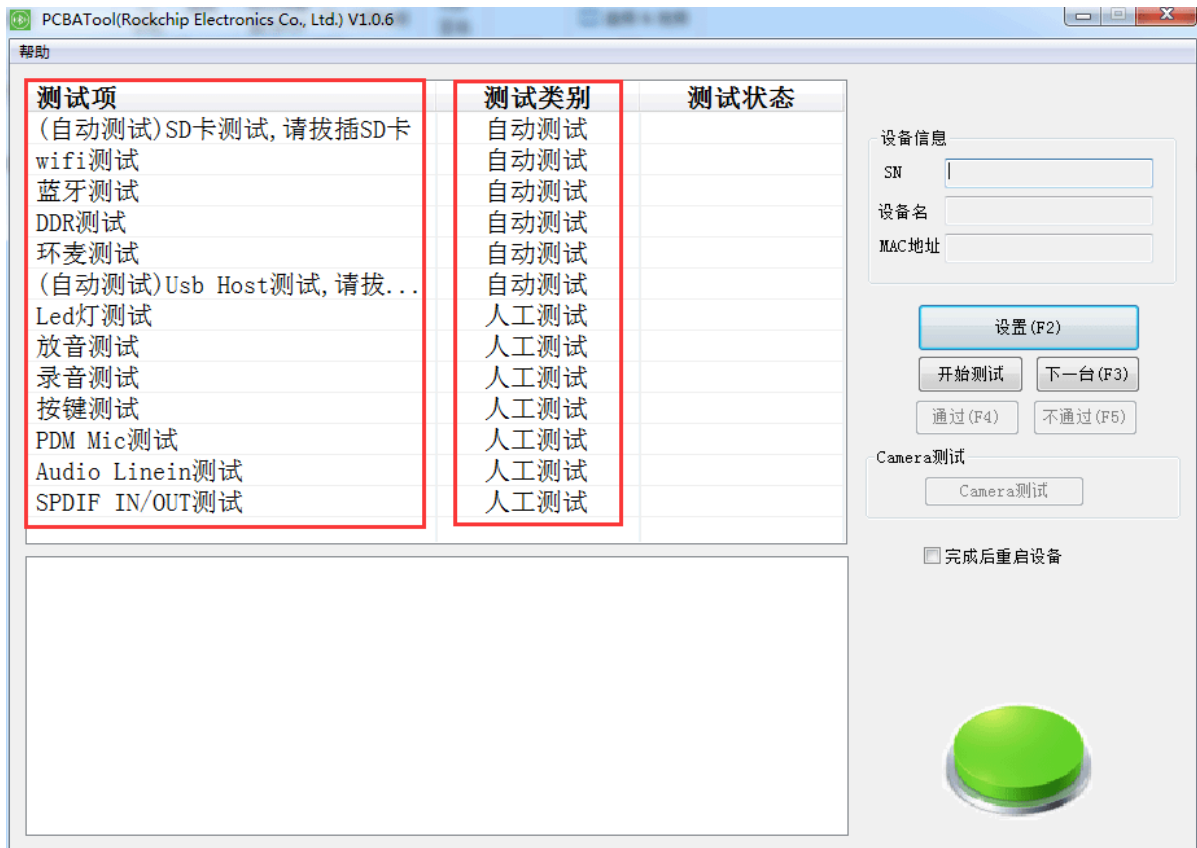 PCBATool(Rockchip Electronics Co., Ltd.) V1.0.6
帮助
测试项 测试类别 测试状态
(自动测试)SD卡测试,请拔插SD卡 自动测试
wifi测试 自动测试
蓝牙测试 自动测试
DDR测试 自动测试
环麦测试 自动测试
(自动测试)Usb Host测试,请拔... 自动测试
Led灯测试 人工测试
放音测试 人工测试
录音测试 人工测试
按键测试 人工测试
PDM Mic测试 人工测试
Audio Linein测试 人工测试
SPDIF IN/OUT测试 人工测试
设备信息
SN
设备名
MAC地址
设置(F2)
开始测试 下一台(F3)
通过(F4) 不通过(F5)
Camera测试
Camera测试
完成后重启设备